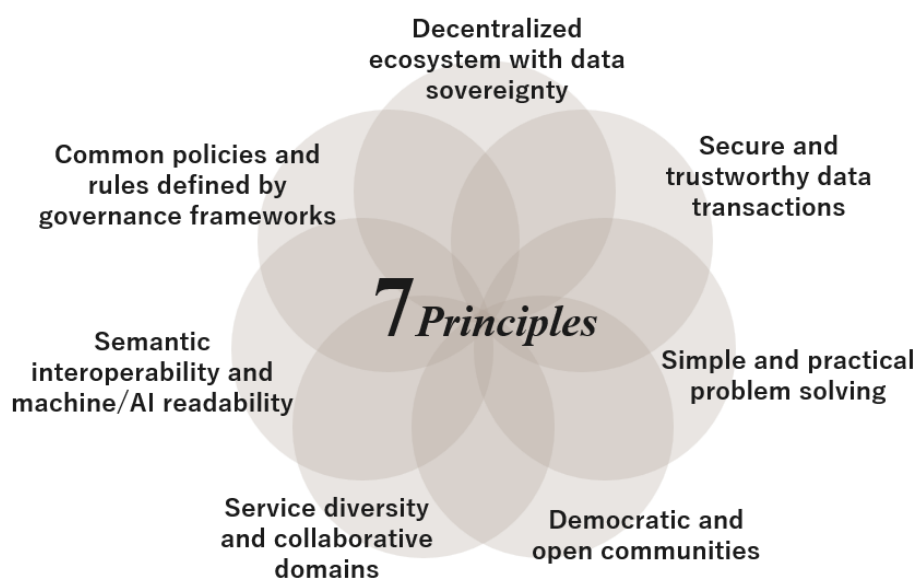 Decentralized
ecosystem with data
sovereignty
Secure and
trustworthy data
transactions
Simple and practical
problem solving
Democratic and
open communities
Service diversity
and collaborative
domains
Semantic
interoperability and
machine/AI readability
Common policies and
rules defined by
governance frameworks
7 Principles